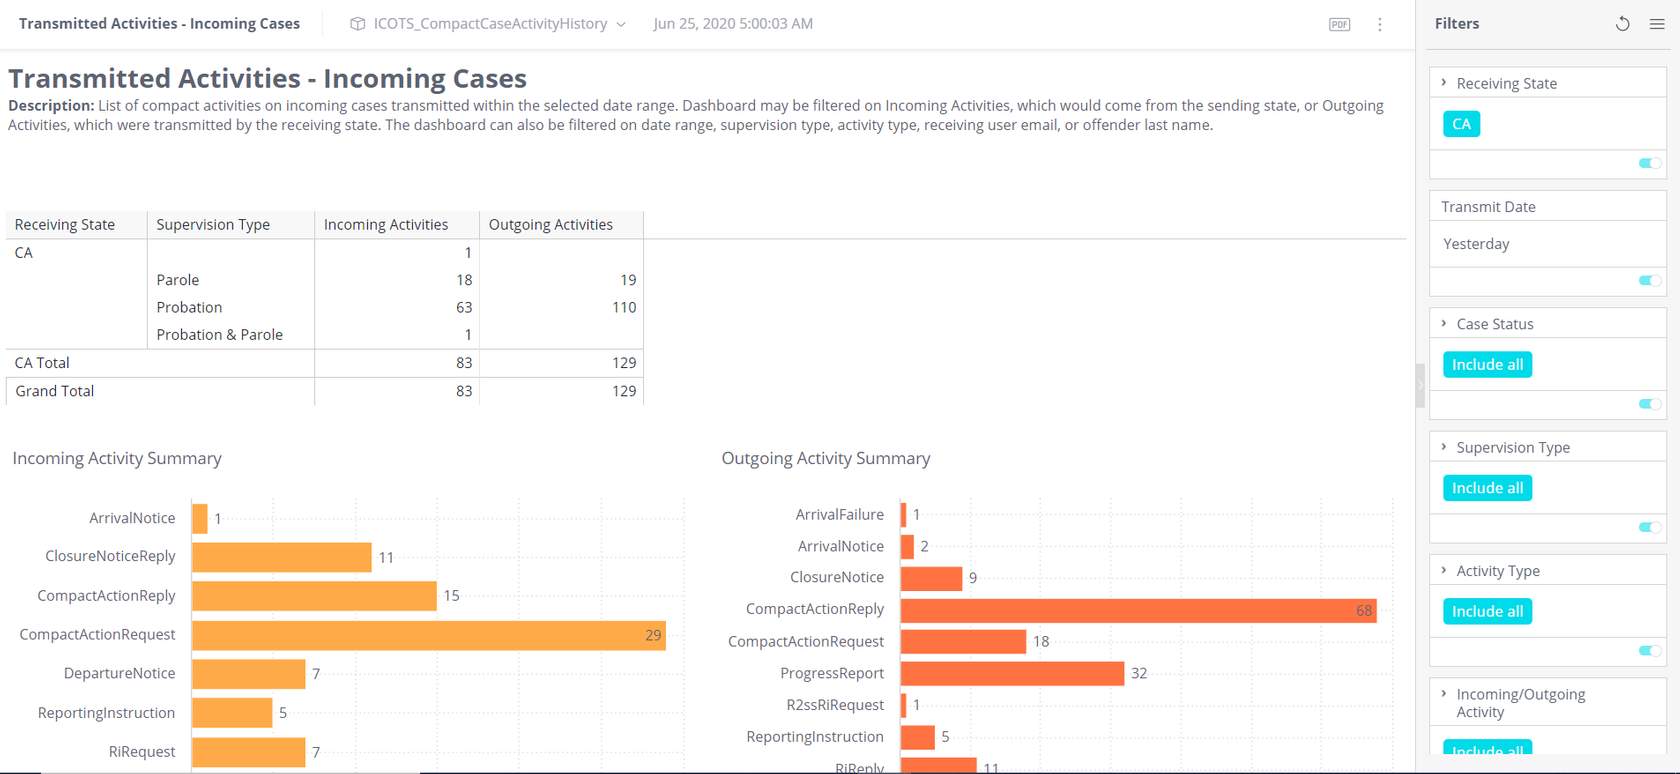 Transmitted Activities - Incoming Cases
ICOTS_CompactCaseActivityHistory
Jun 25, 2020 5:00:03 AM
PDF
Transmitted Activities - Incoming Cases
Description: List of compact activities on incoming cases transmitted within the selected date range. Dashboard may be filtered on Incoming Activities, which would come from the sending state, or Outgoing
Activities, which were transmitted by the receiving state. The dashboard can also be filtered on date range, supervision type, activity type, receiving user email, or offender last name.
Receiving State Supervision Type Incoming Activities Outgoing Activities
CA 1
Parole 18 19
Probation 63 110
Probation & Parole 1
CA Total 83 129
Grand Total 83 129
Incoming Activity Summary
ArrivalNotice 1
ClosureNoticeReply 11
CompactActionReply 15
CompactActionRequest 29
DepartureNotice 7
ReportingInstruction 5
RiRequest 7
Outgoing Activity Summary
ArrivalFailure 1
ArrivalNotice 2
ClosureNotice 9
CompactActionReply 68
CompactActionRequest 18
ProgressReport 32
R2ssRiRequest 1
ReportingInstruction 5
RiReply 11
Filters
Receiving State
CA
Transmit Date
Yesterday
Case Status
Include all
Supervision Type
Include all
Activity Type
Include all
Incoming/Outgoing
Activity
Include all